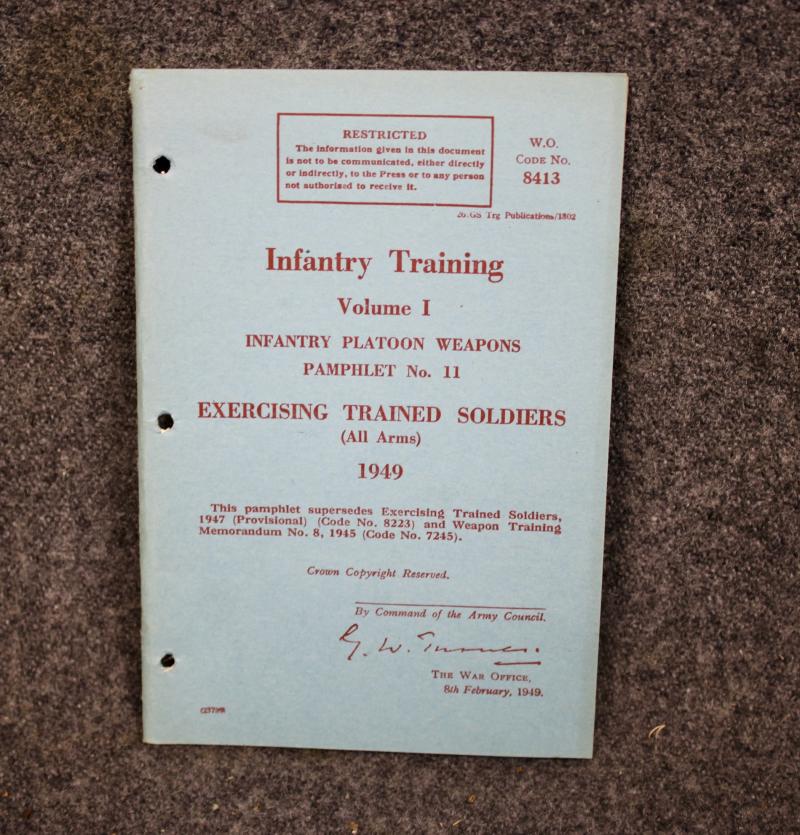 RESTRICTED
The information given in this document
is not to be communicated, either directly
or indirectly, to the Press or to any person
not authorised to receive it.
W.O.
CODE No.
8413
26/GS Trg Publications/1802
Infantry Training
Volume I
INFANTRY PLATOON WEAPONS
PAMPHLET No. 11
EXERCISING TRAINED SOLDIERS
(All Arms)
1949
This pamphlet supersedes Exercising Trained Soldiers,
1947 (Provisional) (Code No. 8223) and Weapon Training
Memorandum No. 8, 1945 (Code No. 7245).
Crown Copyright Reserved.
By Command of the Army Council.
G. W. Turner.
THE WAR OFFICE,
8th February, 1949.